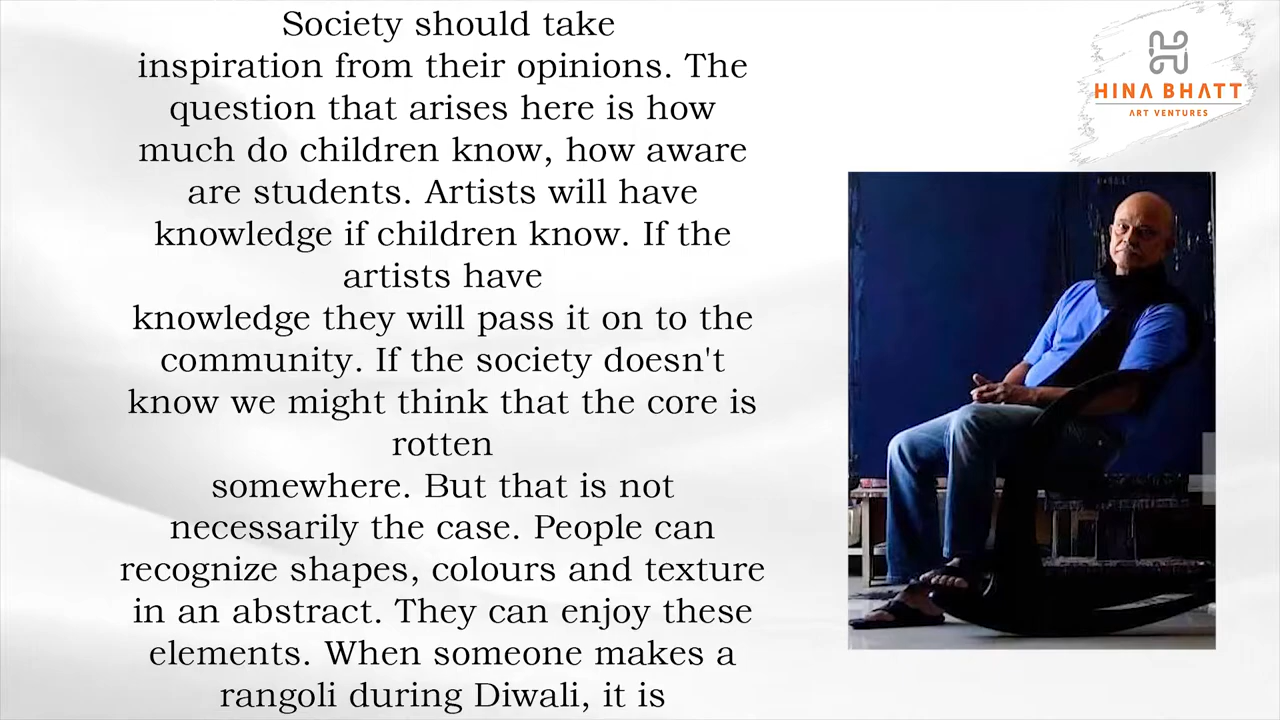 Society should take
inspiration from their opinions. The
question that arises here is how
much do children know, how aware
are students. Artists will have
knowledge if children know. If the
artists have
knowledge they will pass it on to the
community. If the society doesn't
know we might think that the core is
rotten
somewhere. But that is not
necessarily the case. People can
recognize shapes, colours and texture
in an abstract. They can enjoy these
elements. When someone makes a
rangoli during Diwali, it is
HINA BHATT
ART VENTURES